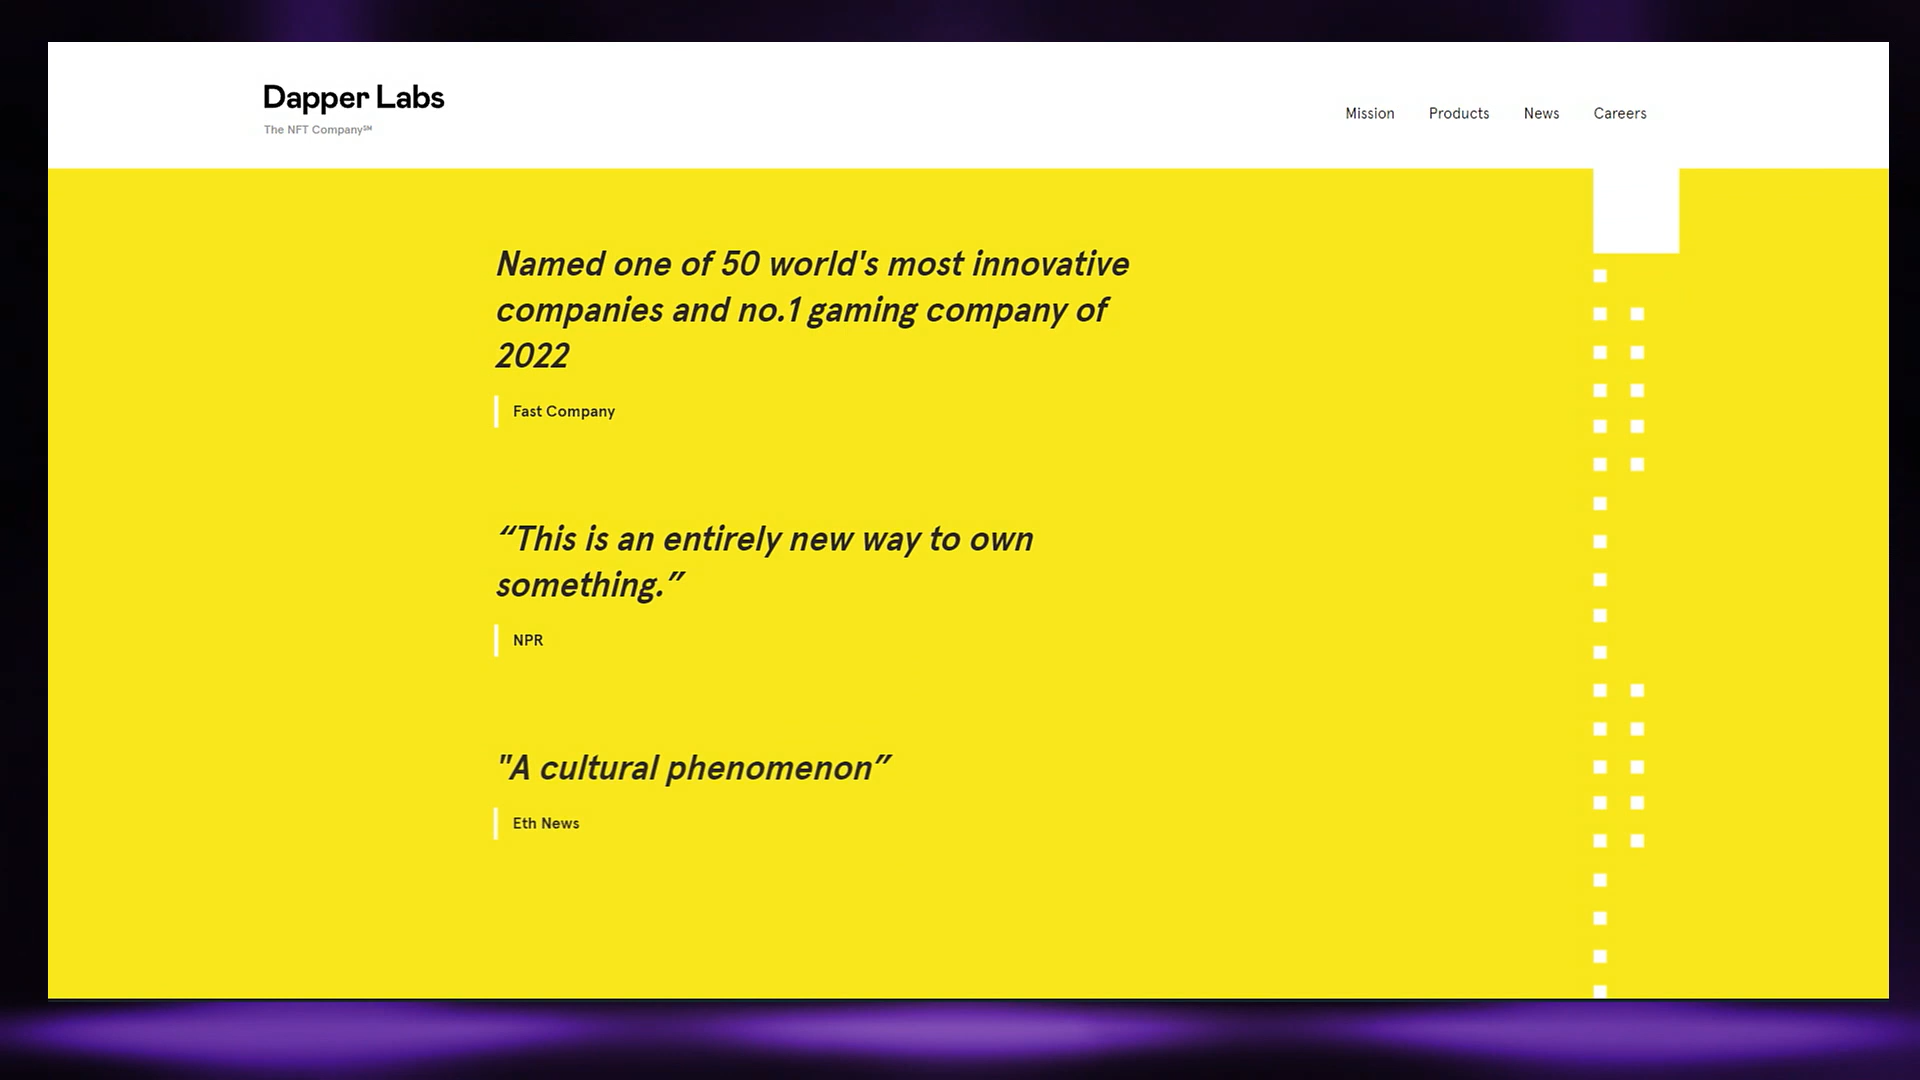 Dapper Labs
The NFT Company℠
Mission Products News Careers
Named one of 50 world's most innovative
companies and no.1 gaming company of
2022
Fast Company
“This is an entirely new way to own
something.”
NPR
"A cultural phenomenon”
Eth News